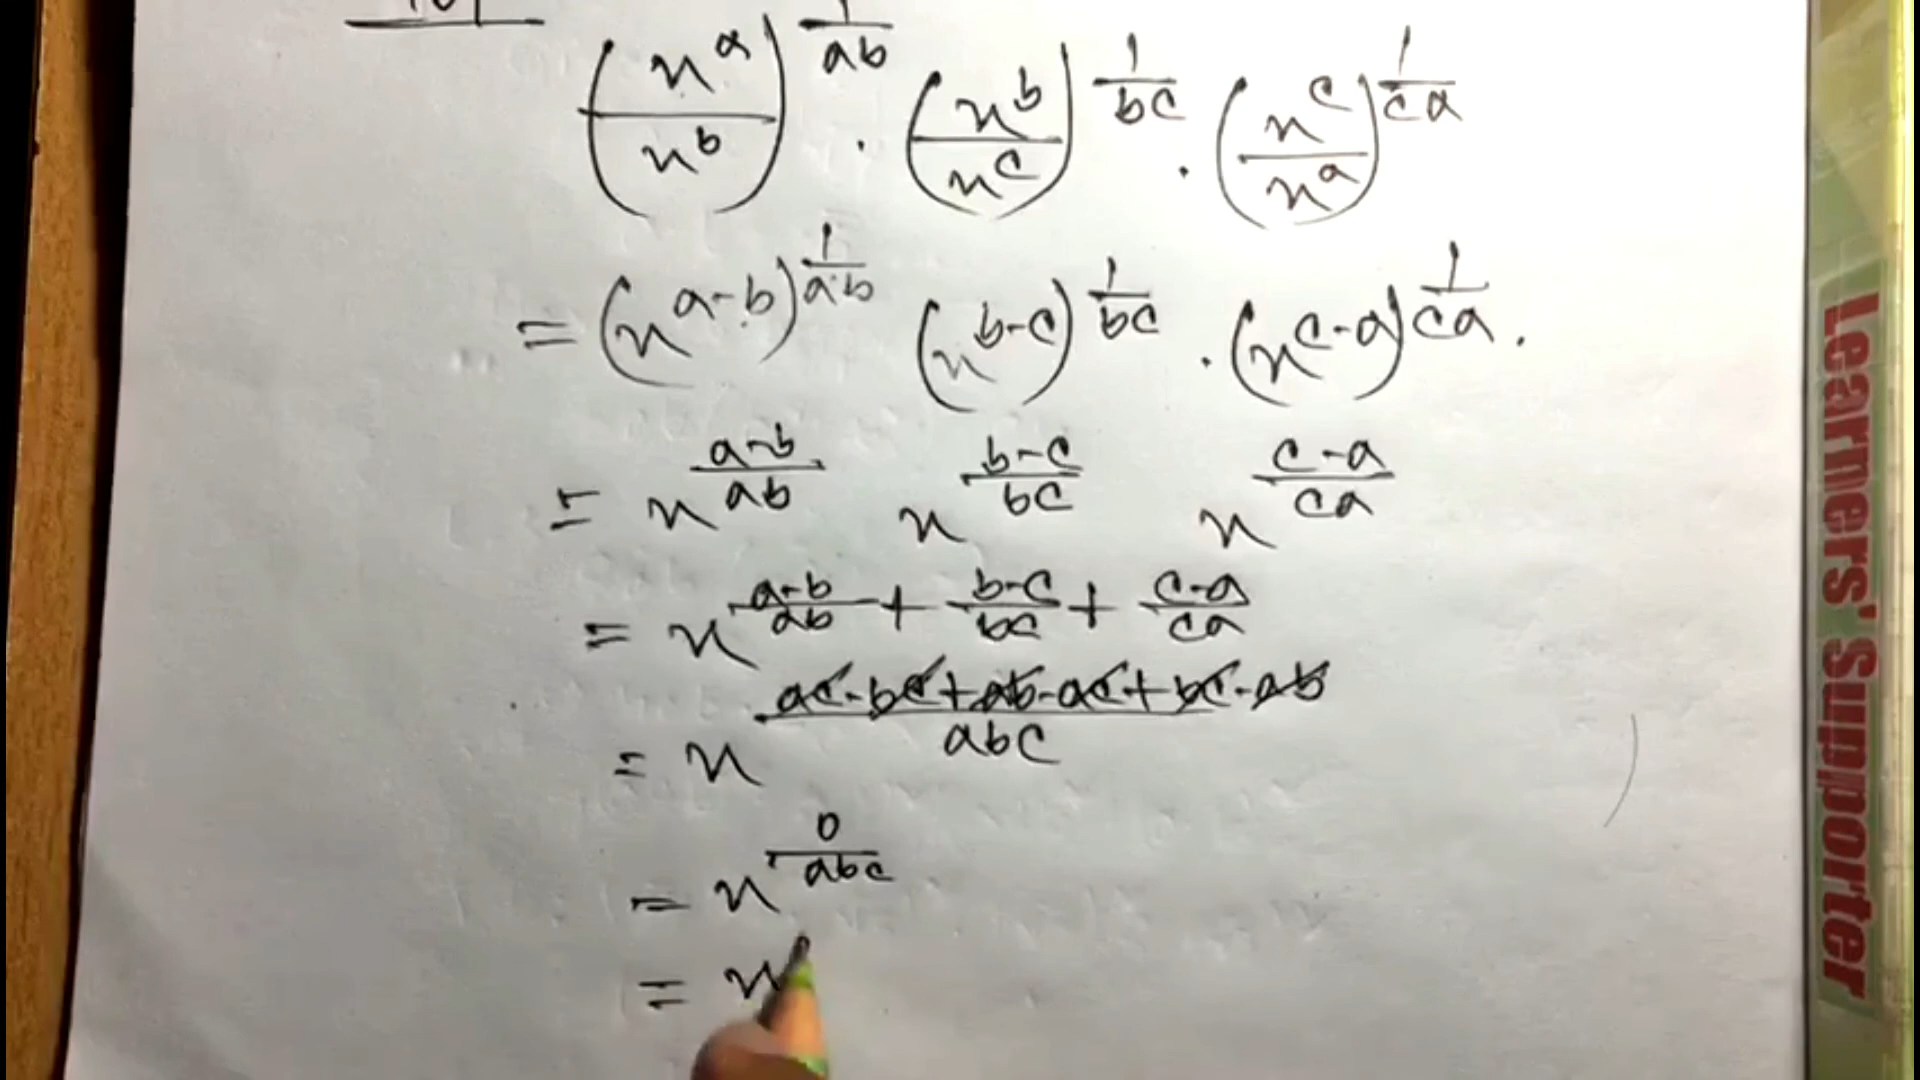 (x^a/x^b)^(1/ab) . (x^b/x^c)^(1/bc) . (x^c/x^a)^(1/ca)
= (x^(a-b))^(1/ab) (x^(b-c))^(1/bc) . (x^(c-a))^(1/ca) .
= x^((a-b)/ab) x^((b-c)/bc) x^((c-a)/ca)
= x^((a-b)/ab + (b-c)/bc + (c-a)/ca)
= x^((ac-bc+ab-ac+bc-ab)/abc)
= x^(0/abc)
= x
Learners' Supporter